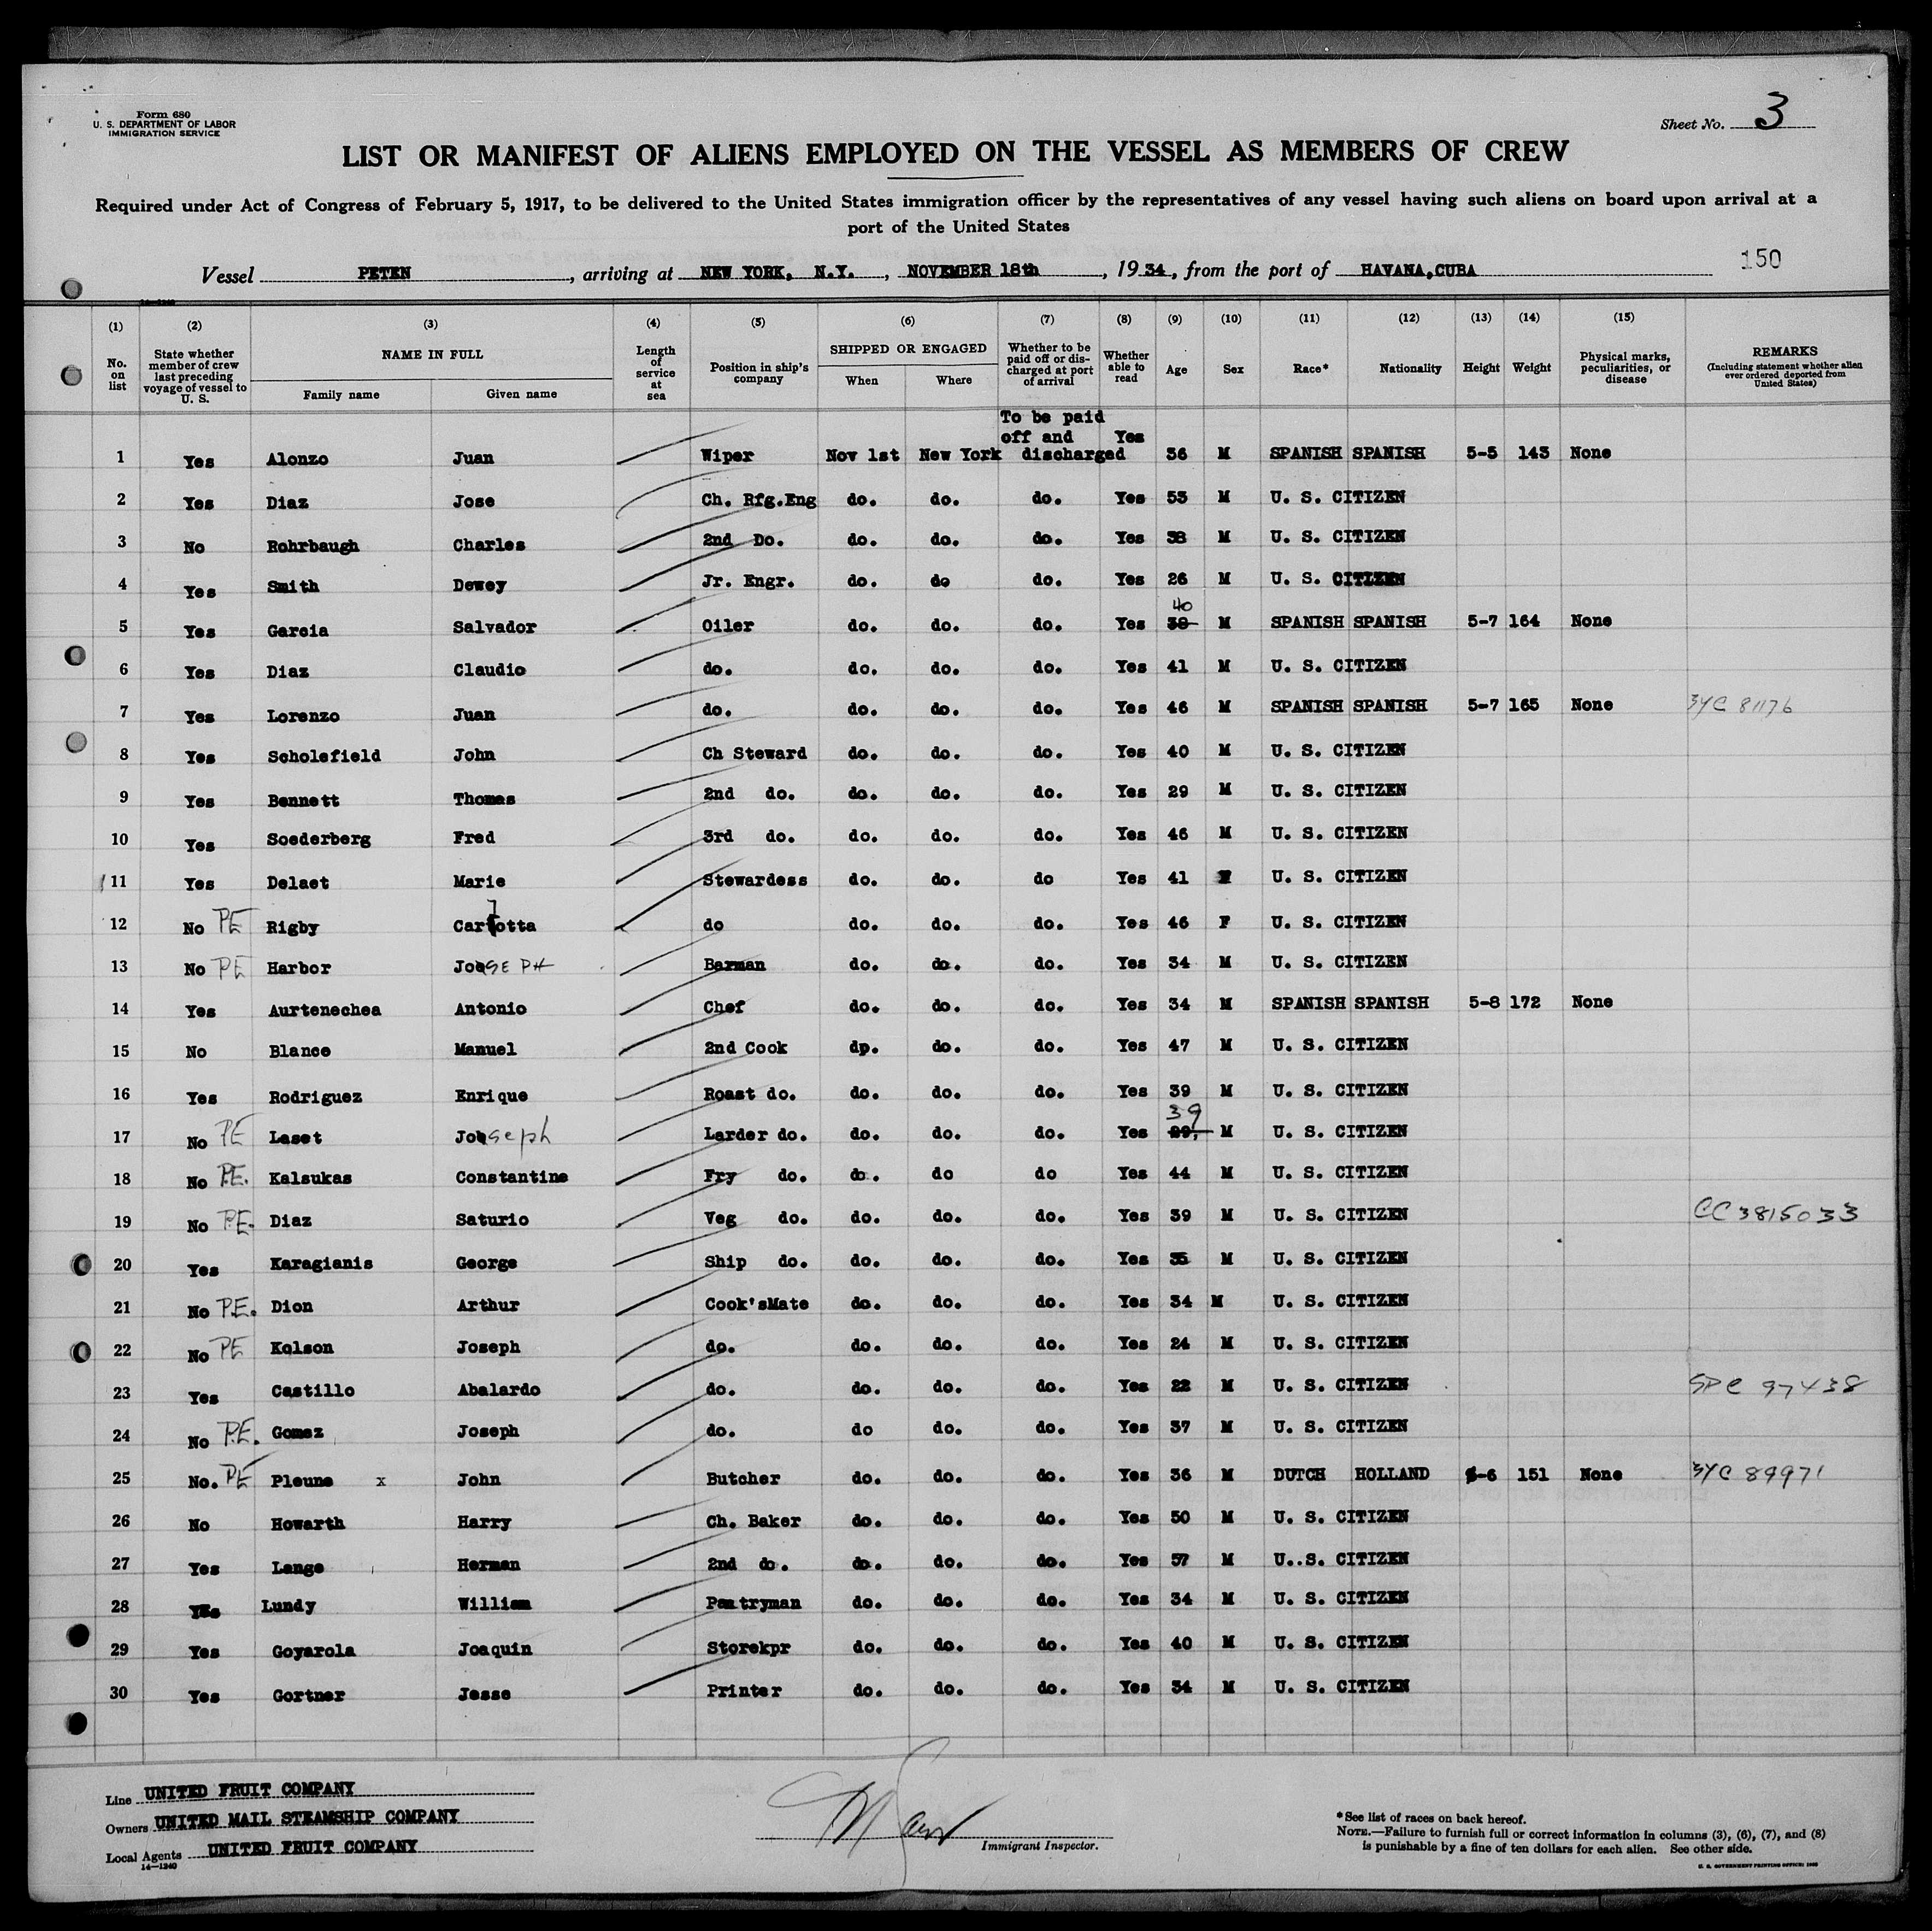 Form 680
U. S. DEPARTMENT OF LABOR
IMMIGRATION SERVICE
Sheet No. 3
LIST OR MANIFEST OF ALIENS EMPLOYED ON THE VESSEL AS MEMBERS OF CREW
Required under Act of Congress of February 5, 1917, to be delivered to the United States immigration officer by the representatives of any vessel having such aliens on board upon arrival at a
port of the United States
150
Vessel PETEN, arriving at NEW YORK, N.Y., NOVEMBER 18th, 1934, from the port of HAVANA,CUBA
(1) (2) (3) (4) (5) (6) (7) (8) (9) (10) (11) (12) (13) (14) (15)
No. on list
State whether member of crew last preceding voyage of vessel to U. S.
NAME IN FULL
Family name Given name
Length of service at sea
Position in ship's company
SHIPPED OR ENGAGED
When Where
Whether to be paid off or discharged at port of arrival
Whether able to read
Age
Sex
Race*
Nationality
Height
Weight
Physical marks, peculiarities, or disease
REMARKS
(Including statement whether alien ever ordered deported from United States)
1 Yes Alonzo Juan Wiper Nov 1st New York To be paid off and discharged Yes 36 M SPANISH SPANISH 5-5 143 None
2 Yes Diaz Jose Ch. Rfg.Eng do. do. do. Yes 53 M U. S. CITIZEN
3 No Rohrbaugh Charles 2nd Do. do. do. do. Yes 38 M U. S. CITIZEN
4 Yes Smith Dewey Jr. Engr. do. do do. Yes 26 M U. S. CITIZEN
5 Yes Garcia Salvador Oiler do. do. do. Yes 38 40 M SPANISH SPANISH 5-7 164 None
6 Yes Diaz Claudio do. do. do. do. Yes 41 M U. S. CITIZEN
7 Yes Lorenzo Juan do. do. do. do. Yes 46 M SPANISH SPANISH 5-7 165 None 3YC 81176
8 Yes Scholefield John Ch Steward do. do. do. Yes 40 M U. S. CITIZEN
9 Yes Bennett Thomas 2nd do. do. do. do. Yes 29 M U. S. CITIZEN
10 Yes Soederberg Fred 3rd do. do. do. do. Yes 46 M U. S. CITIZEN
11 Yes Delaet Marie Stewardess do. do. do Yes 41 F U. S. CITIZEN
12 No PE Rigby Carlotta do do. do. do. Yes 46 F U. S. CITIZEN
13 No PE Harbor JoSEPH Barman do. do. do. Yes 34 M U. S. CITIZEN
14 Yes Aurtenechea Antonio Chef do. do. do. Yes 34 M SPANISH SPANISH 5-8 172 None
15 No Blanco Manuel 2nd Cook dp. do. do. Yes 47 M U. S. CITIZEN
16 Yes Rodriguez Enrique Roast do. do. do. do. Yes 39 M U. S. CITIZEN
17 No PE Laset Joseph Larder do. do. do. do. Yes 29, 39 M U. S. CITIZEN
18 No P.E. Kalsukas Constantine Fry do. do. do do Yes 44 M U. S. CITIZEN
19 No P.E. Diaz Saturio Veg do. do. do. do. Yes 39 M U. S. CITIZEN CC 3815033
20 Yes Karagianis George Ship do. do. do. do. Yes 35 M U. S. CITIZEN
21 No P.E. Dion Arthur Cook'sMate do. do. do. Yes 34 M U. S. CITIZEN
22 No PE Kolson Joseph do. do. do. do. Yes 24 M U. S. CITIZEN
23 Yes Castillo Abalardo do. do. do. do. Yes 22 M U. S. CITIZEN 97438
24 No P.E. Gomez Joseph do. do do. do. Yes 37 M U. S. CITIZEN
25 No. PE Pleune x John Butcher do. do. do. Yes 36 M DUTCH HOLLAND 5-6 151 None 3YC 89971
26 No Howarth Harry Ch. Baker do. do. do. Yes 50 M U. S. CITIZEN
27 Yes Lange Herman 2nd do. do. do. do. Yes 57 M U..S. CITIZEN
28 Yes Lundy William Pantryman do. do. do. Yes 34 M U. S. CITIZEN
29 Yes Goyarola Joaquin Storekpr do. do. do. Yes 40 M U. S. CITIZEN
30 Yes Gortner Jesse Printer do. do. do. Yes 34 M U. S. CITIZEN
Line UNITED FRUIT COMPANY
Owners UNITED MAIL STEAMSHIP COMPANY
Local Agents UNITED FRUIT COMPANY
14—1240
Immigrant Inspector.
*See list of races on back hereof.
NOTE.—Failure to furnish full or correct information in columns (3), (6), (7), and (8)
is punishable by a fine of ten dollars for each alien. See other side.